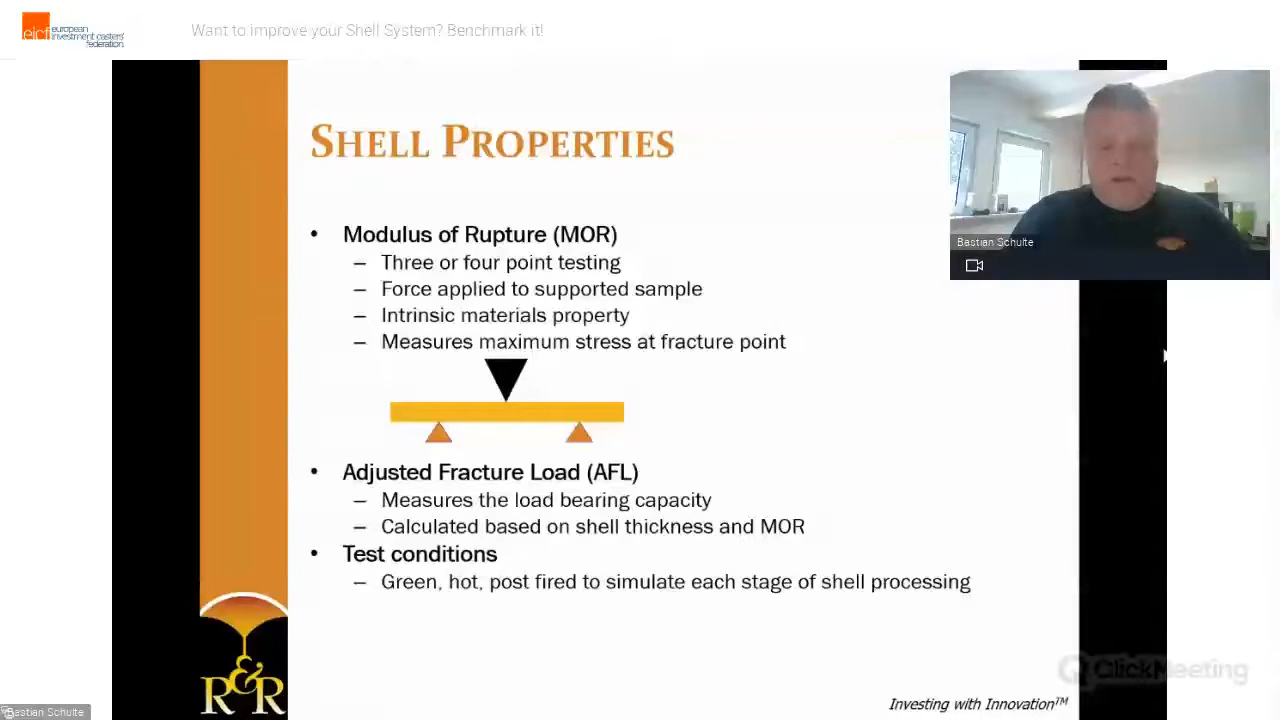 eicf european
investment casters'
federation
Want to improve your Shell System? Benchmark it!
SHELL PROPERTIES
• Modulus of Rupture (MOR)
– Three or four point testing
– Force applied to supported sample
– Intrinsic materials property
– Measures maximum stress at fracture point
• Adjusted Fracture Load (AFL)
– Measures the load bearing capacity
– Calculated based on shell thickness and MOR
• Test conditions
– Green, hot, post fired to simulate each stage of shell processing
Bastian Schulte
R&R
ClickMeeting
Investing with Innovation™
Bastian Schulte